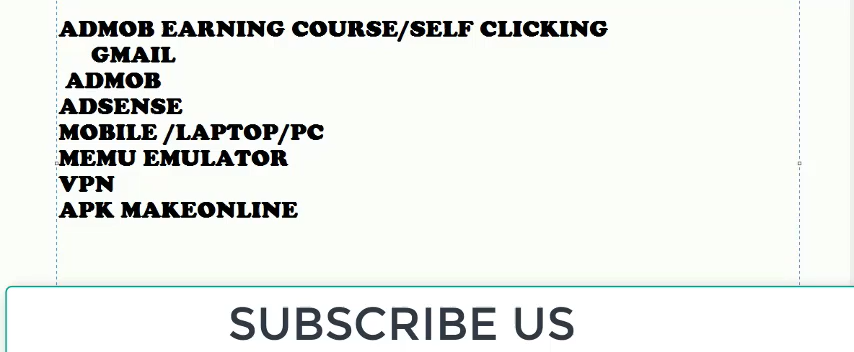 ADMOB EARNING COURSE/SELF CLICKING
GMAIL
ADMOB
ADSENSE
MOBILE /LAPTOP/PC
MEMU EMULATOR
VPN
APK MAKEONLINE
SUBSCRIBE US